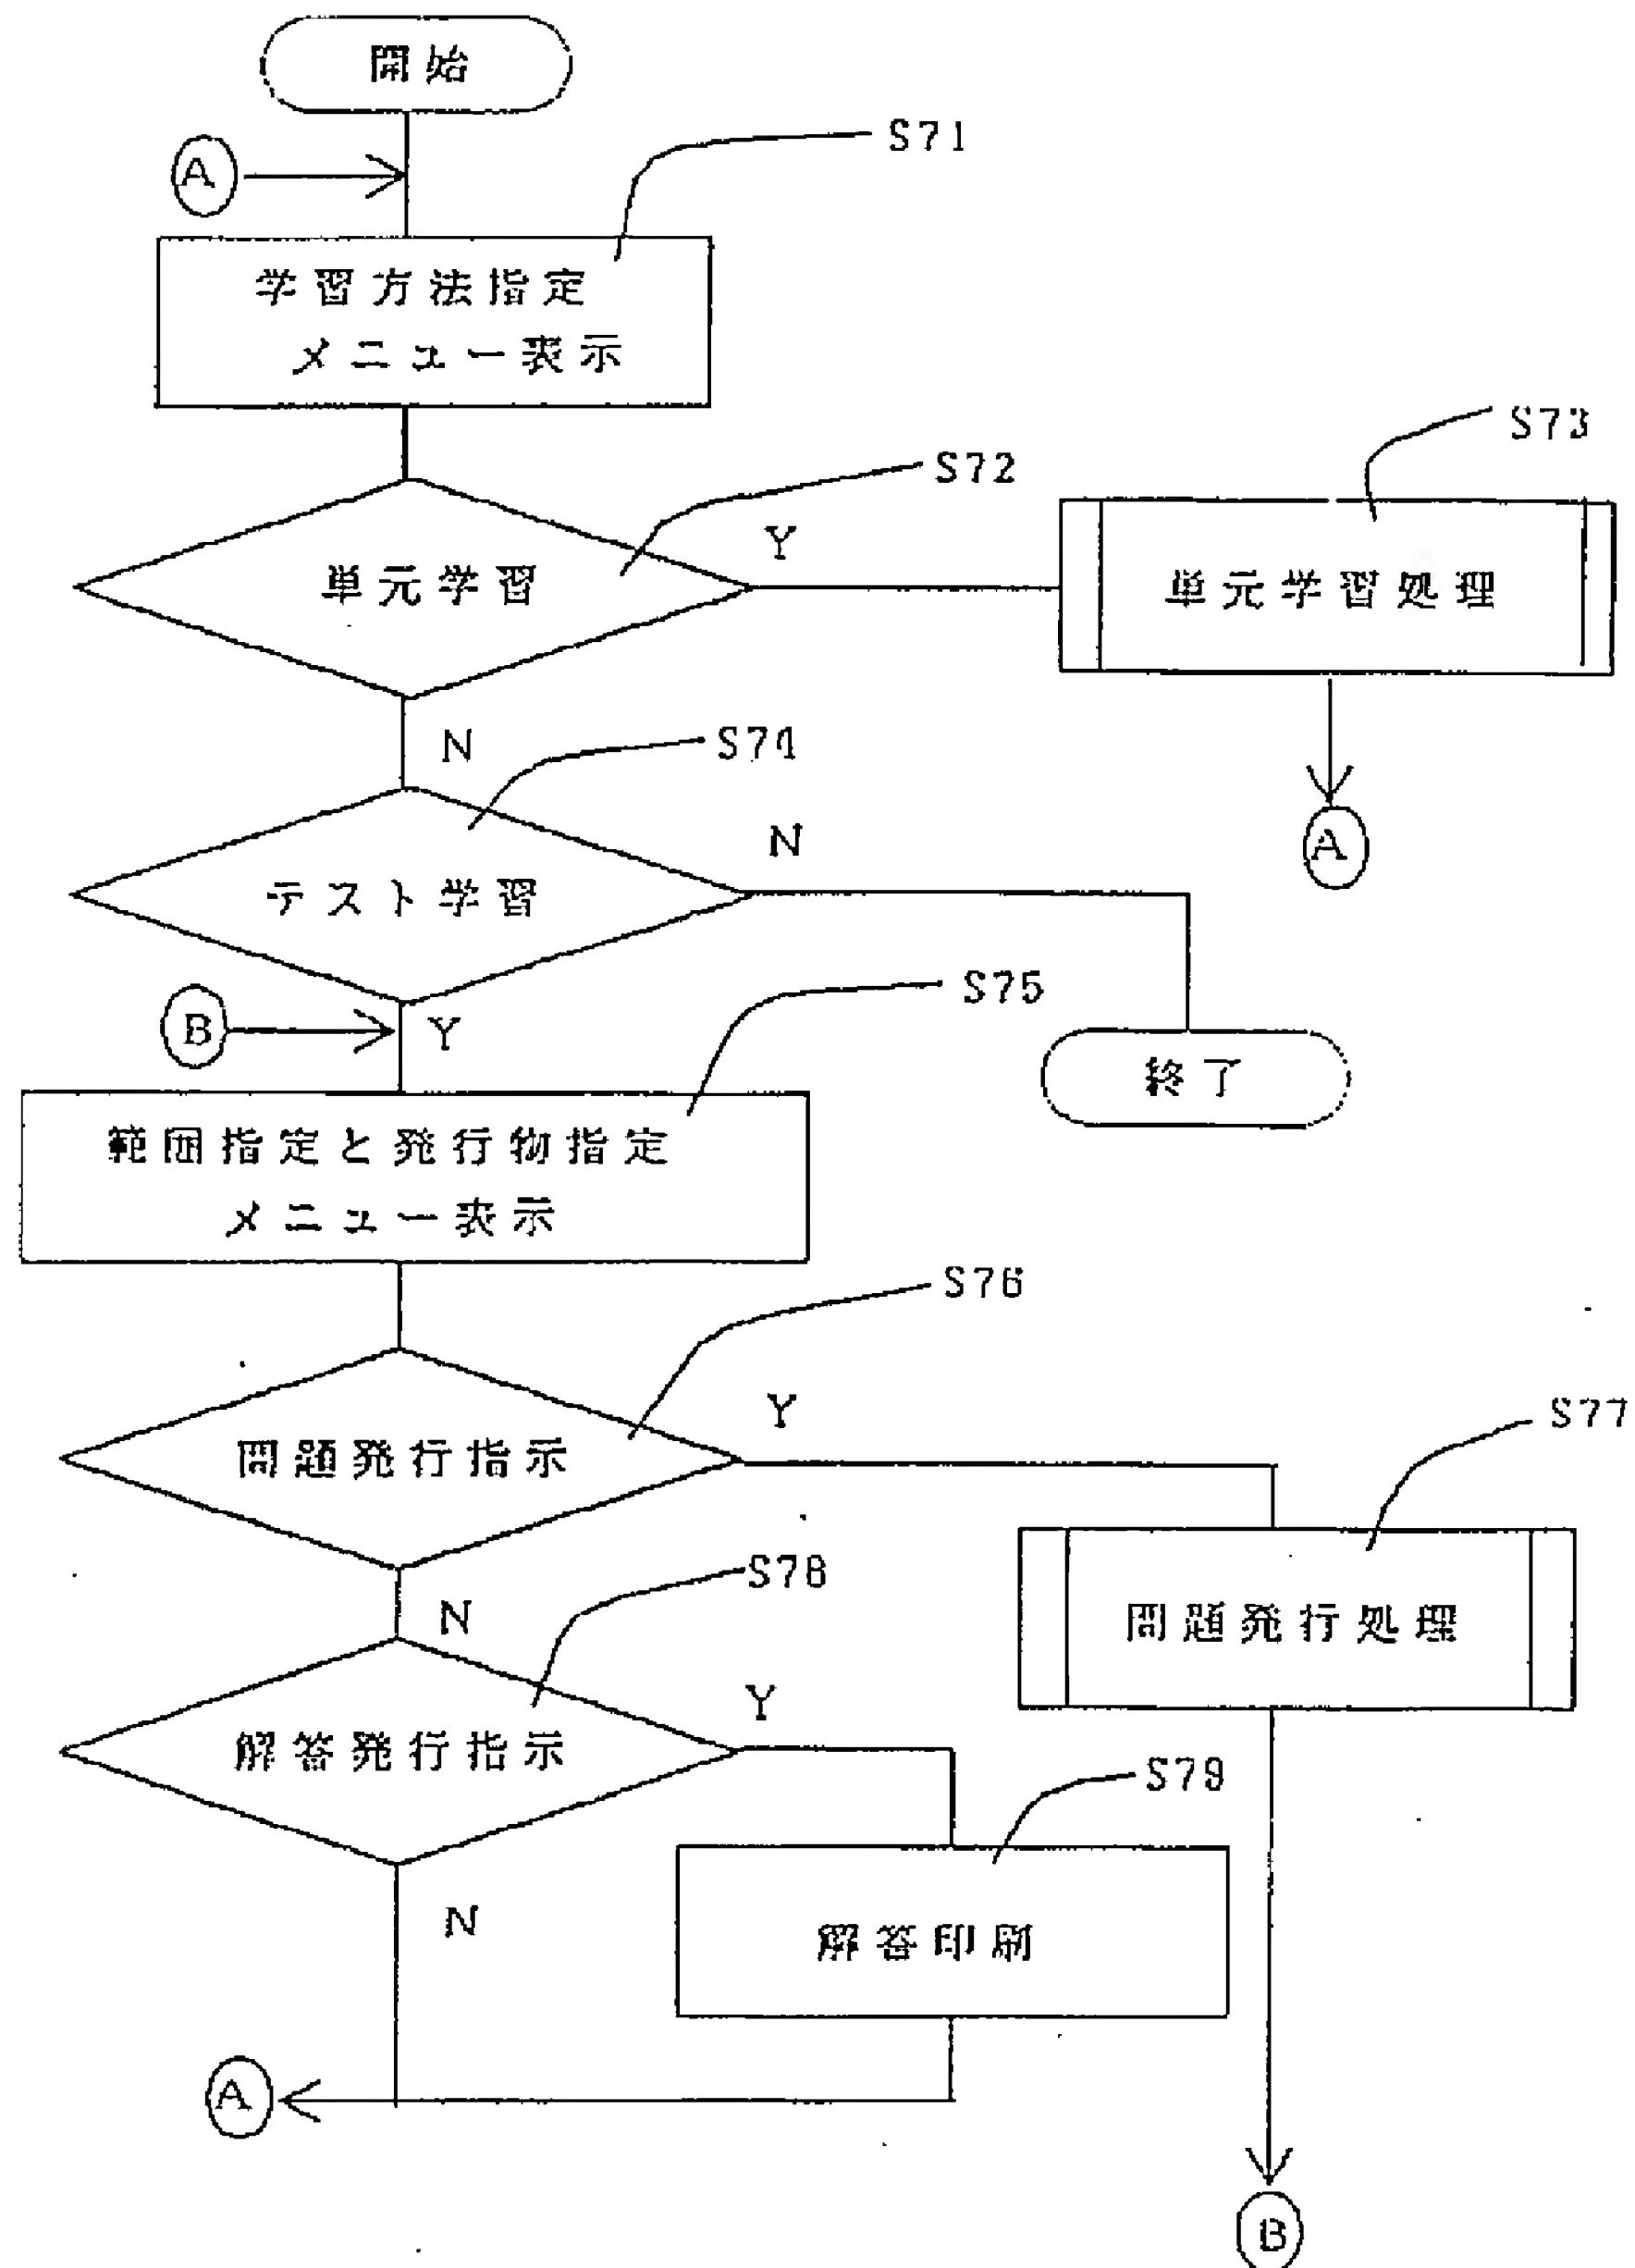 開始
A
S71
学習方法指定
メニュー表示
S72
S73
Y
単元学習
単元学習処理
N
S74
A
N
テスト学習
S75
B
Y
終了
範囲指定と発行物指定
メニュー表示
S76
Y
S77
問題発行指示
S78
N
問題発行処理
Y
解答発行指示
S79
N
解答印刷
A
B